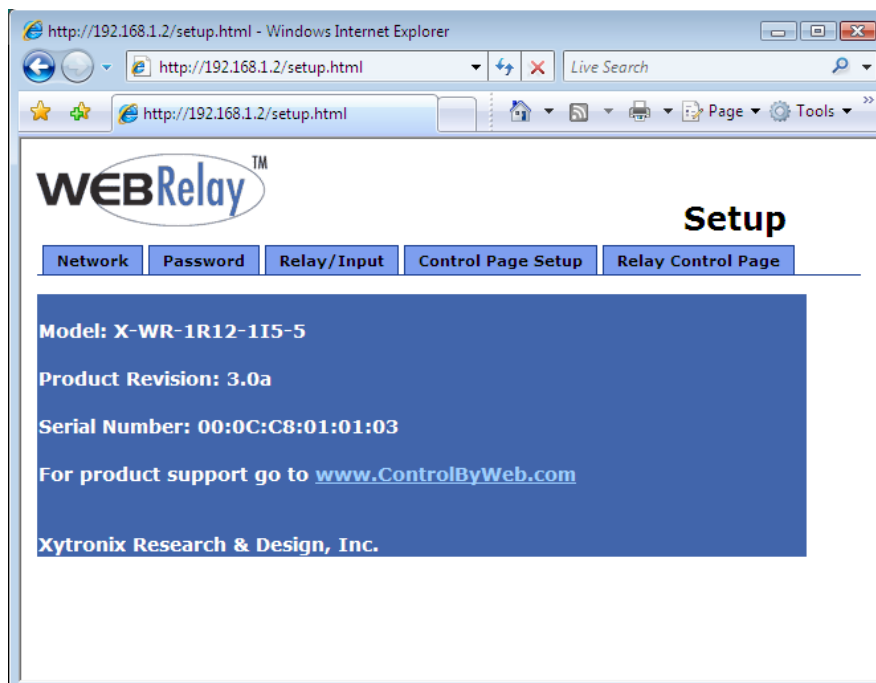 http://192.168.1.2/setup.html - Windows Internet Explorer
http://192.168.1.2/setup.html Live Search
http://192.168.1.2/setup.html Page Tools »
WEBRelay™
Setup
Network Password Relay/Input Control Page Setup Relay Control Page
Model: X-WR-1R12-1I5-5
Product Revision: 3.0a
Serial Number: 00:0C:C8:01:01:03
For product support go to www.ControlByWeb.com
Xytronix Research & Design, Inc.